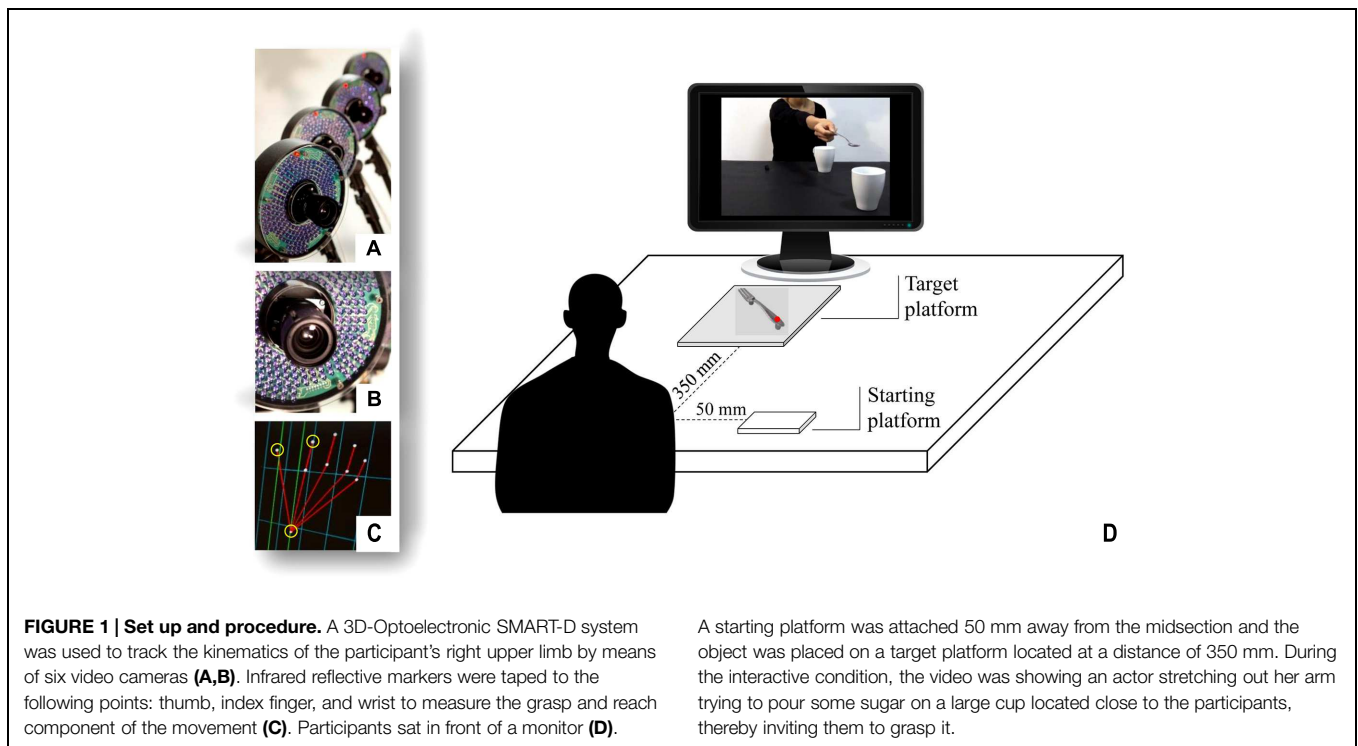 A
B
C
Target
platform
350 mm
50 mm
Starting
platform
D
FIGURE 1 | Set up and procedure. A 3D-Optoelectronic SMART-D system
was used to track the kinematics of the participant’s right upper limb by means
of six video cameras (A,B). Infrared reflective markers were taped to the
following points: thumb, index finger, and wrist to measure the grasp and reach
component of the movement (C). Participants sat in front of a monitor (D).
A starting platform was attached 50 mm away from the midsection and the
object was placed on a target platform located at a distance of 350 mm. During
the interactive condition, the video was showing an actor stretching out her arm
trying to pour some sugar on a large cup located close to the participants,
thereby inviting them to grasp it.